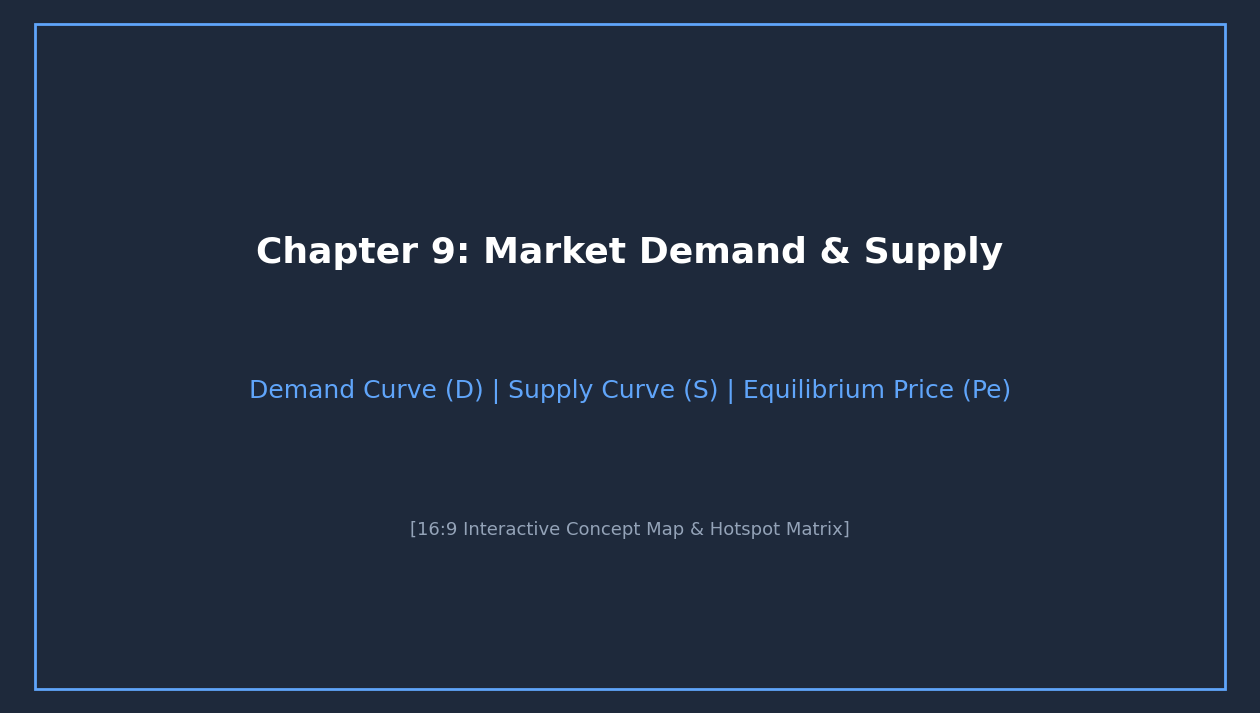 Chapter 9: Market Demand & Supply
Demand Curve (D) | Supply Curve (S) | Equilibrium Price (Pe)
[16:9 Interactive Concept Map & Hotspot Matrix]